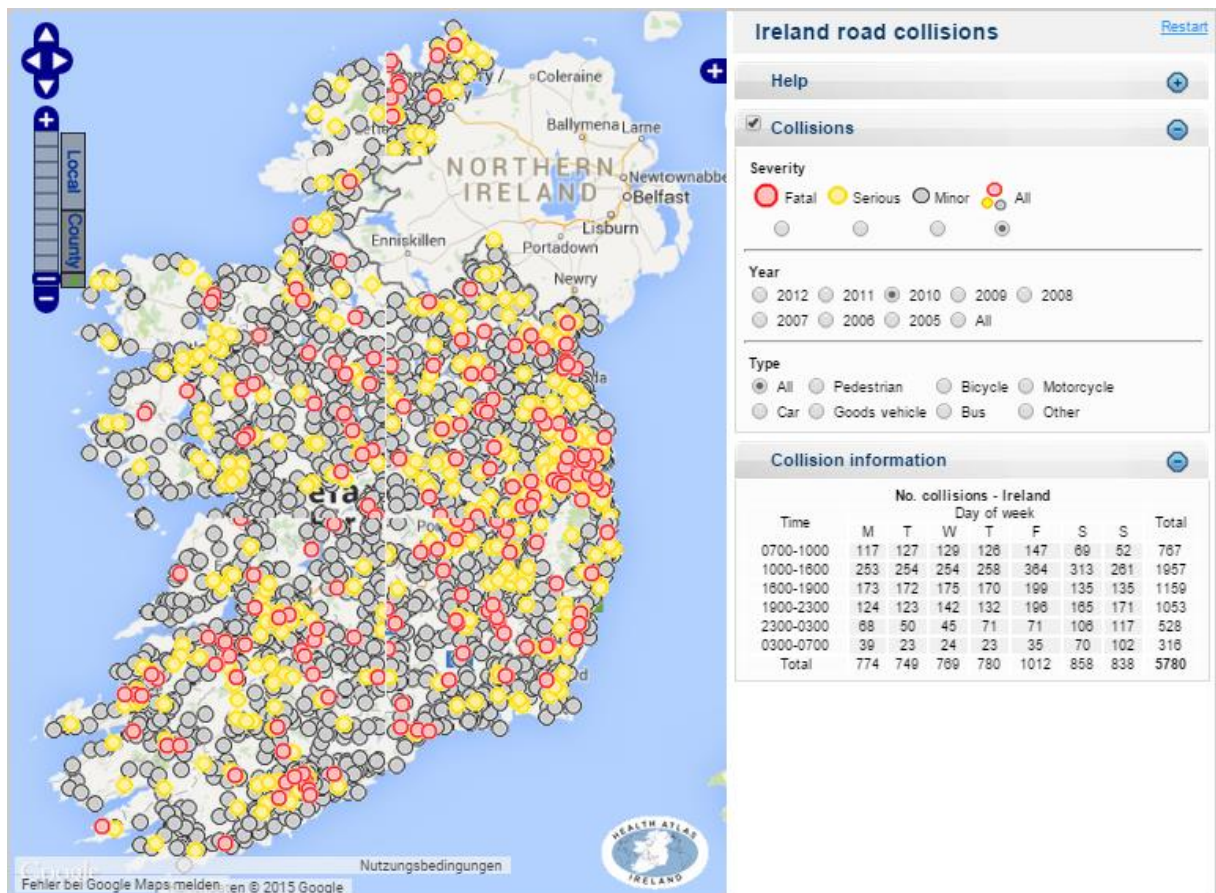 Coleraine
Ballymena Larne
NORTHERN
IRELAND
Newtownabbe
Belfast
Lisburn
Enniskillen
Portadown
Newry
Local
County
Nutzungsbedingungen
Fehler bei Google Maps melden
en © 2015 Google
HEALTH ATLAS
IRELAND
Ireland road collisions
Restart
Help
Collisions
Severity
Fatal Serious Minor All
Year
2012 2011 2010 2009 2008
2007 2006 2005 All
Type
All Pedestrian Bicycle Motorcycle
Car Goods vehicle Bus Other
Collision information
No. collisions - Ireland
Day of week
Time M T W T F S S Total
0700-1000 117 127 129 126 147 69 52 767
1000-1600 253 254 254 258 364 313 261 1957
1600-1900 173 172 175 170 199 135 135 1159
1900-2300 124 123 142 132 196 165 171 1053
2300-0300 68 50 45 71 71 106 117 528
0300-0700 39 23 24 23 35 70 102 316
Total 774 749 769 780 1012 858 838 5780